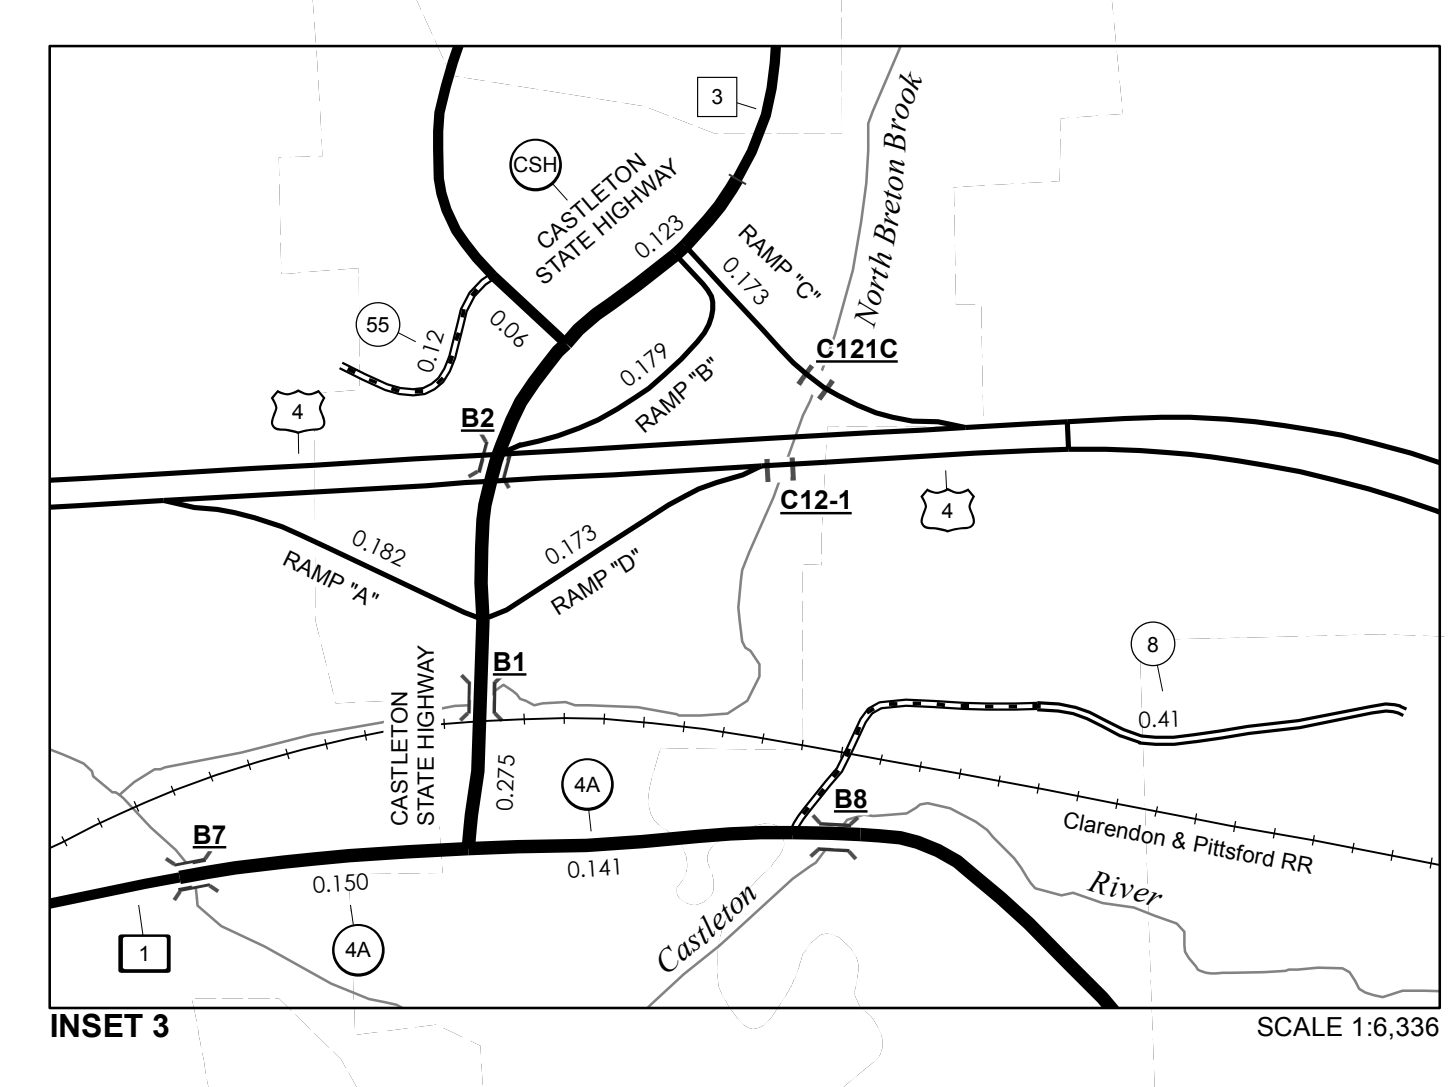 3
North Breton Brook
CSH
CASTLETON
STATE HIGHWAY
0.123
RAMP "C"
0.173
55
0.12
0.06
0.179
RAMP "B"
C121C
4
B2
C12-1
4
0.182
RAMP "A"
0.173
RAMP "D"
8
B1
CASTLETON
STATE HIGHWAY
0.41
0.275
4A
B8
B7
Clarendon & Pittsford RR
0.150
0.141
River
Castleton
1
4A
INSET 3
SCALE 1:6,336